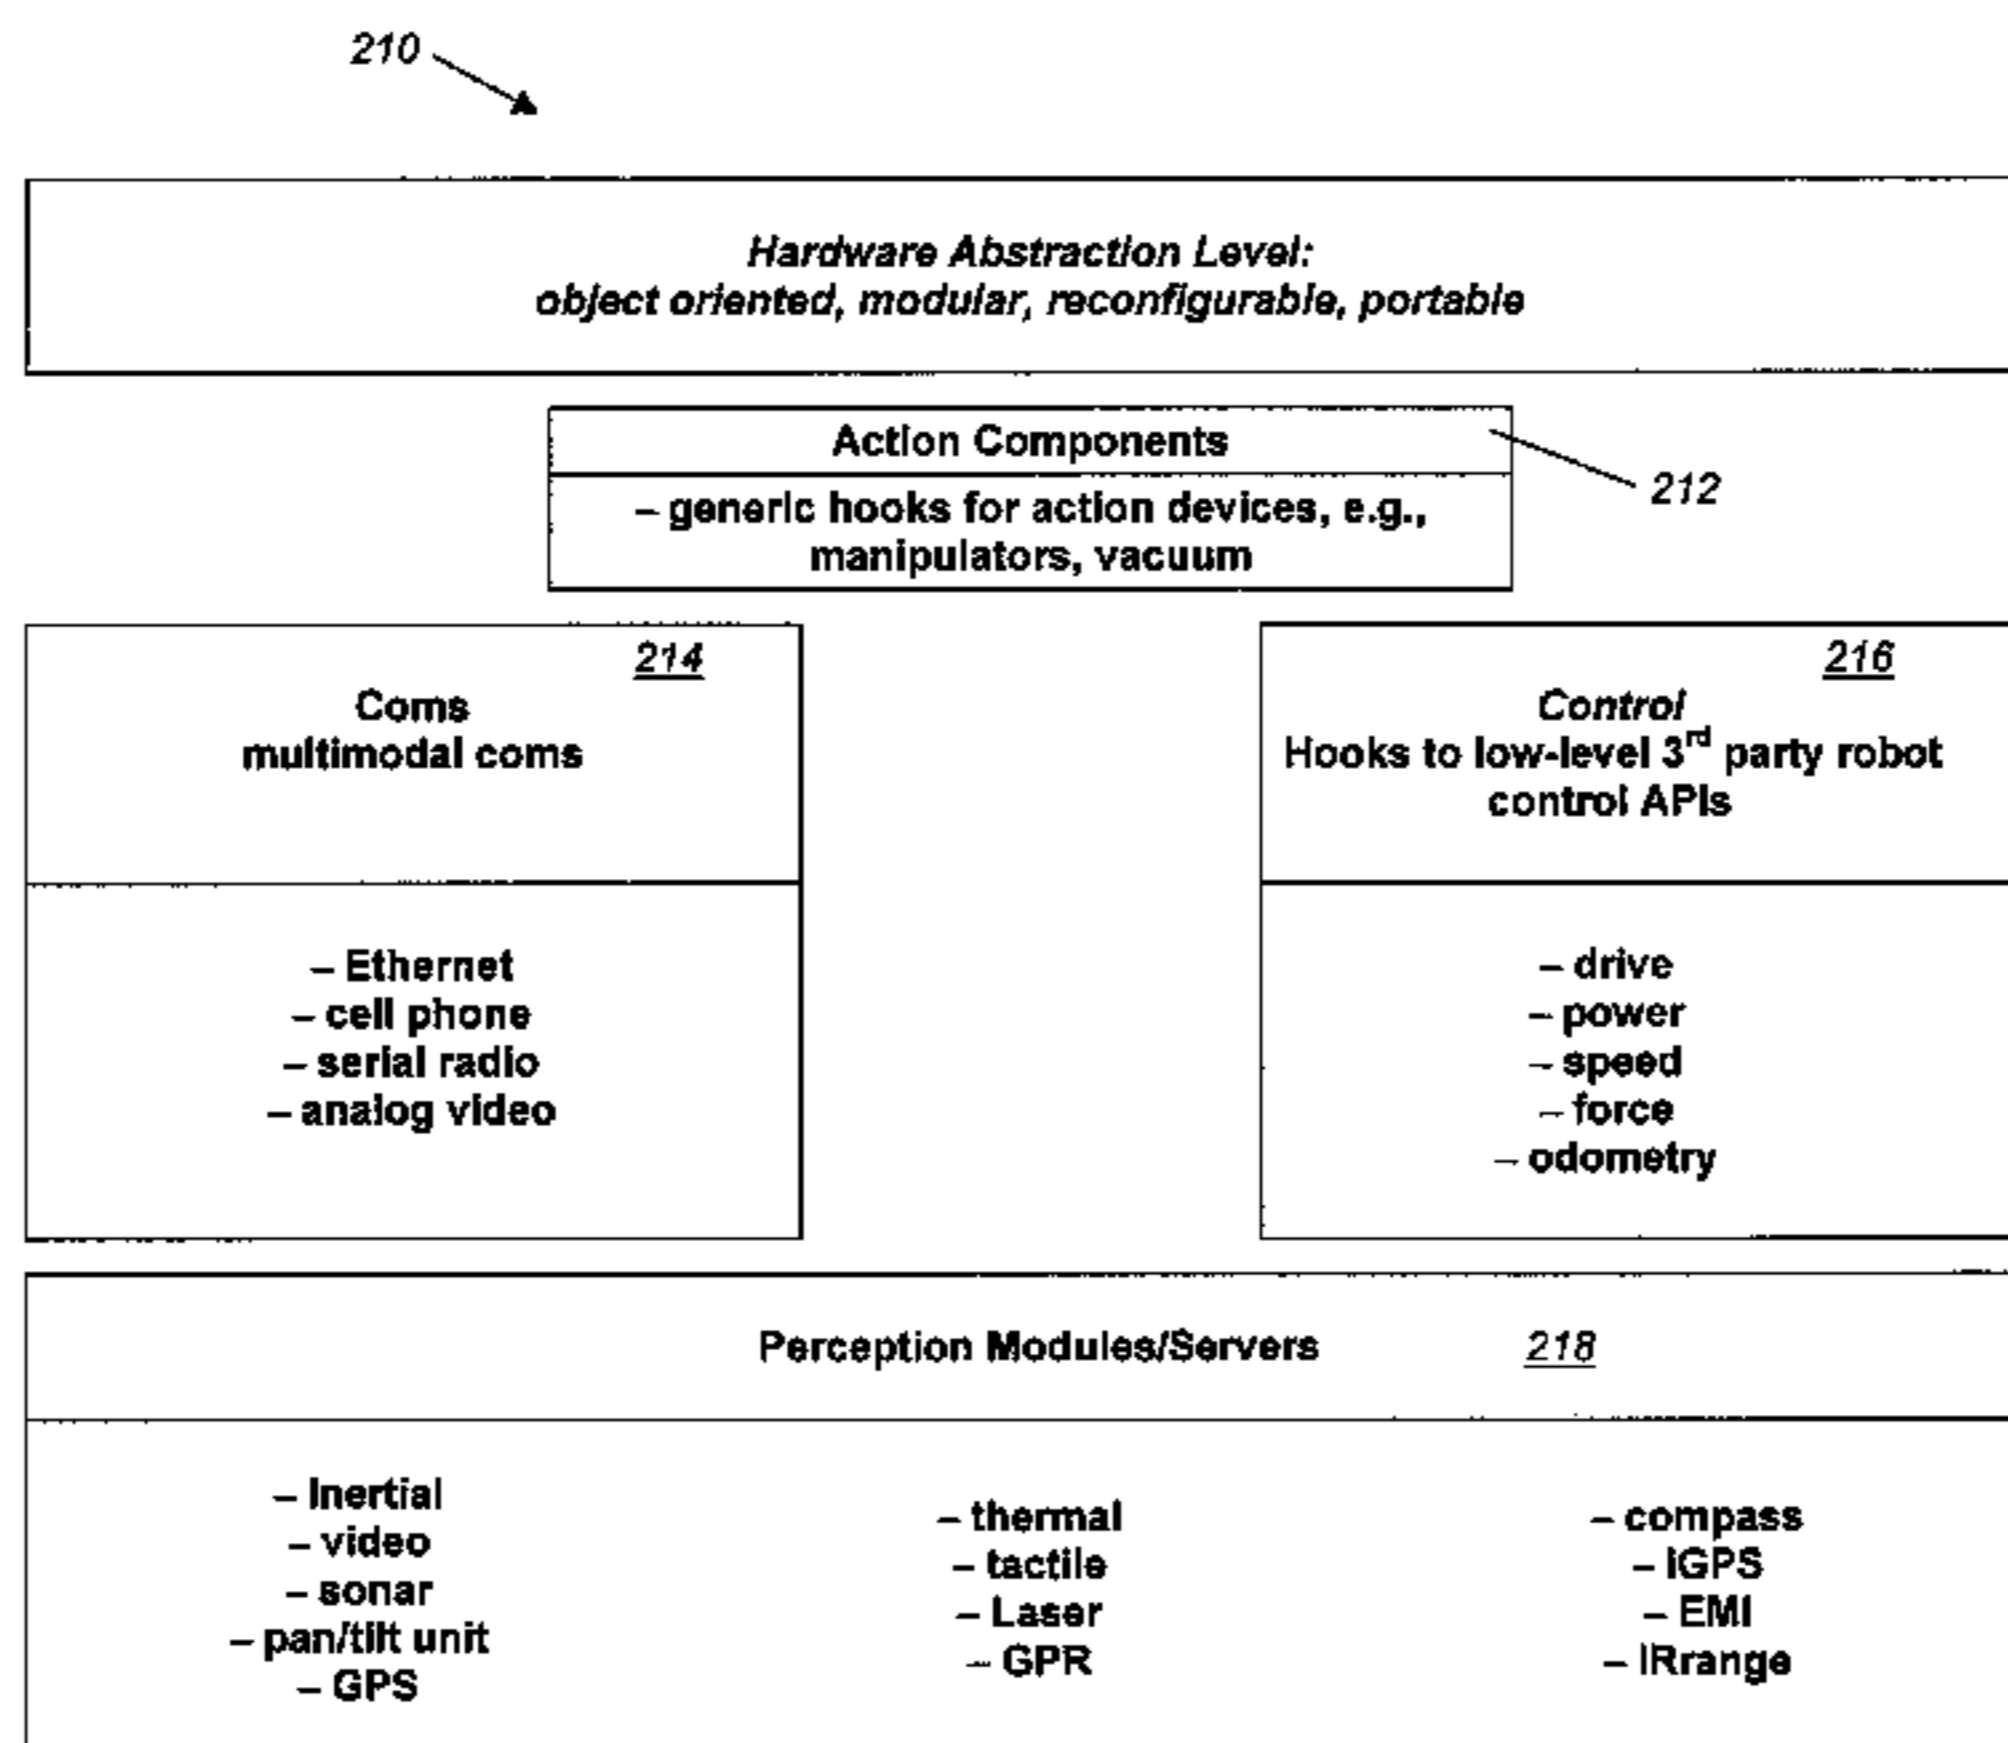 210
Hardware Abstraction Level:
object oriented, modular, reconfigurable, portable
Action Components
– generic hooks for action devices, e.g.,
manipulators, vacuum
212
214
Coms
multimodal coms
– Ethernet
– cell phone
– serial radio
– analog video
216
Control
Hooks to low-level 3rd party robot
control APIs
– drive
– power
– speed
– force
– odometry
Perception Modules/Servers 218
– Inertial
– video
– sonar
– pan/tilt unit
– GPS
– thermal
– tactile
– Laser
– GPR
– compass
– iGPS
– EMI
– IRrange